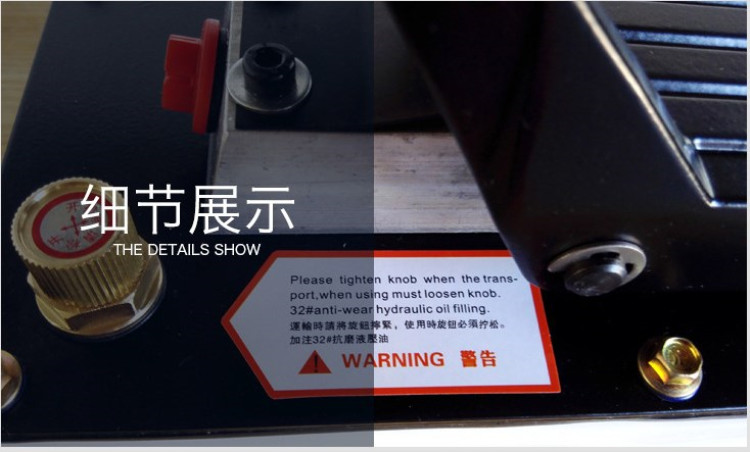 细节展示
THE DETAILS SHOW
Please tighten knob when the trans-
port,when using must loosen knob.
32#anti-wear hydraulic oil filling.
運輸時請將旋鈕擰緊，使用時旋鈕必須拧松。
加注32#抗磨液壓油
WARNING 警告